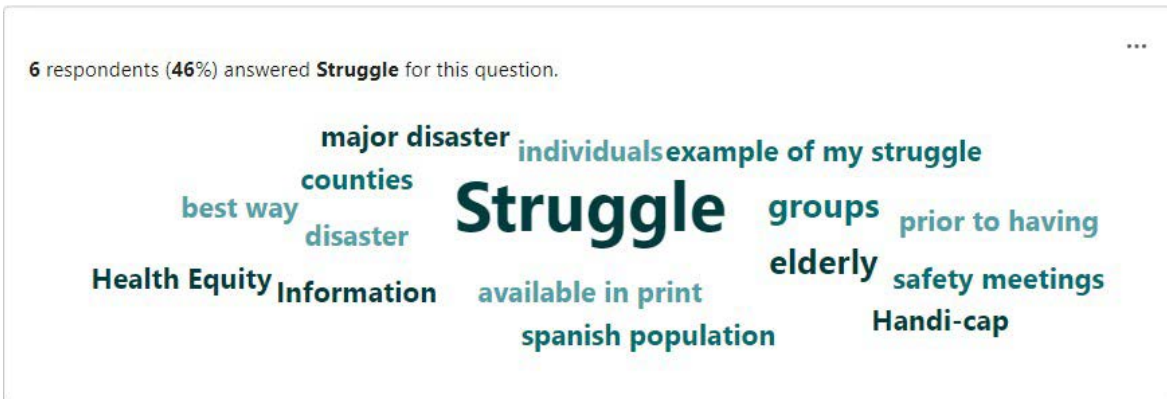 ...
6 respondents (46%) answered Struggle for this question.
major disaster
individuals
example of my struggle
counties
Struggle
best way
groups
prior to having
disaster
elderly
Health Equity
Information
available in print
safety meetings
spanish population
Handi-cap